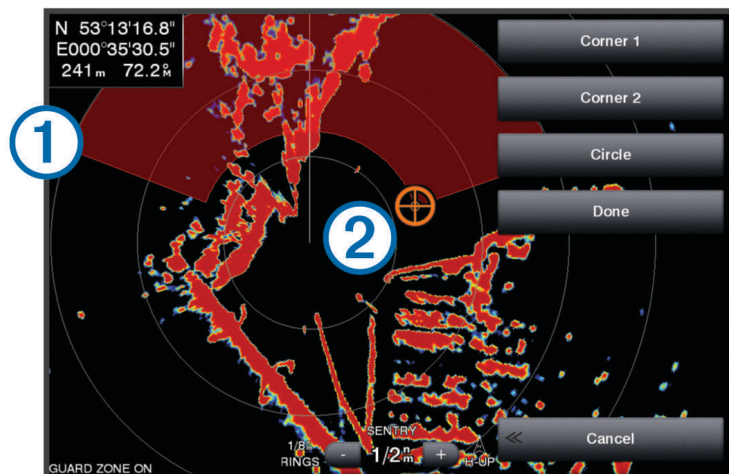 N 53°13'16.8"
E000°35'30.5"
241m 72.2°M
Corner 1
Corner 2
Circle
Done
1
2
SENTRY
1/8
RINGS
-
1/2nm
+
H-UP
Cancel
GUARD ZONE ON